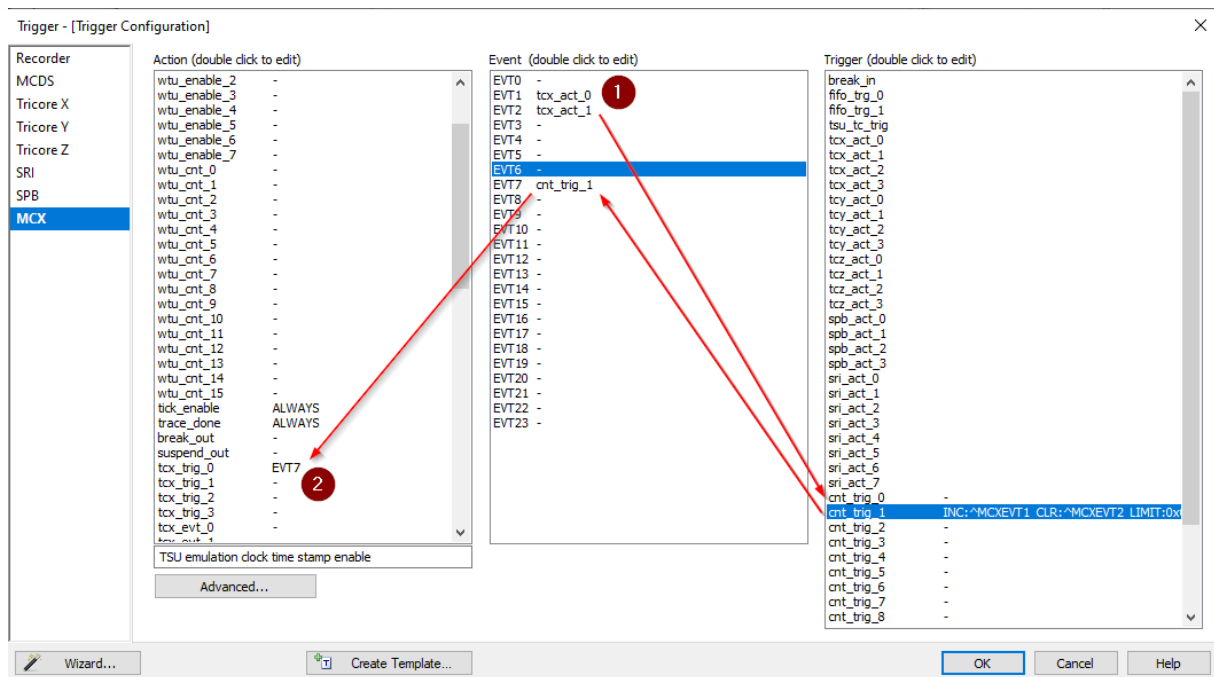 Trigger - [Trigger Configuration]
Recorder
MCDS
Tricore X
Tricore Y
Tricore Z
SRI
SPB
MCX
Action (double click to edit)
wtu_enable_2 -
wtu_enable_3 -
wtu_enable_4 -
wtu_enable_5 -
wtu_enable_6 -
wtu_enable_7 -
wtu_cnt_0 -
wtu_cnt_1 -
wtu_cnt_2 -
wtu_cnt_3 -
wtu_cnt_4 -
wtu_cnt_5 -
wtu_cnt_6 -
wtu_cnt_7 -
wtu_cnt_8 -
wtu_cnt_9 -
wtu_cnt_10 -
wtu_cnt_11 -
wtu_cnt_12 -
wtu_cnt_13 -
wtu_cnt_14 -
wtu_cnt_15 -
tick_enable ALWAYS
trace_done ALWAYS
break_out -
suspend_out -
tcx_trig_0 EVT7
tcx_trig_1 -
2
tcx_trig_2 -
tcx_trig_3 -
tcx_evt_0 -
TSU emulation clock time stamp enable
Advanced...
Event (double click to edit)
EVT0 -
EVT1 tcx_act_0
1
EVT2 tcx_act_1
EVT3 -
EVT4 -
EVT5 -
EVT6 -
EVT7 cnt_trig_1
EVT8 -
EVT9 -
EVT10 -
EVT11 -
EVT12 -
EVT13 -
EVT14 -
EVT15 -
EVT16 -
EVT17 -
EVT18 -
EVT19 -
EVT20 -
EVT21 -
EVT22 -
EVT23 -
Trigger (double click to edit)
break_in
fifo_trg_0
fifo_trg_1
tsu_tc_trig
tcx_act_0
tcx_act_1
tcx_act_2
tcx_act_3
tcy_act_0
tcy_act_1
tcy_act_2
tcy_act_3
tcz_act_0
tcz_act_1
tcz_act_2
tcz_act_3
spb_act_0
spb_act_1
spb_act_2
spb_act_3
sri_act_0
sri_act_1
sri_act_2
sri_act_3
sri_act_4
sri_act_5
sri_act_6
sri_act_7
cnt_trig_0 -
cnt_trig_1 INC:^MCXEVT1 CLR:^MCXEVT2 LIMIT:0x
cnt_trig_2 -
cnt_trig_3 -
cnt_trig_4 -
cnt_trig_5 -
cnt_trig_6 -
cnt_trig_7 -
cnt_trig_8 -
Wizard...
Create Template...
OK
Cancel
Help